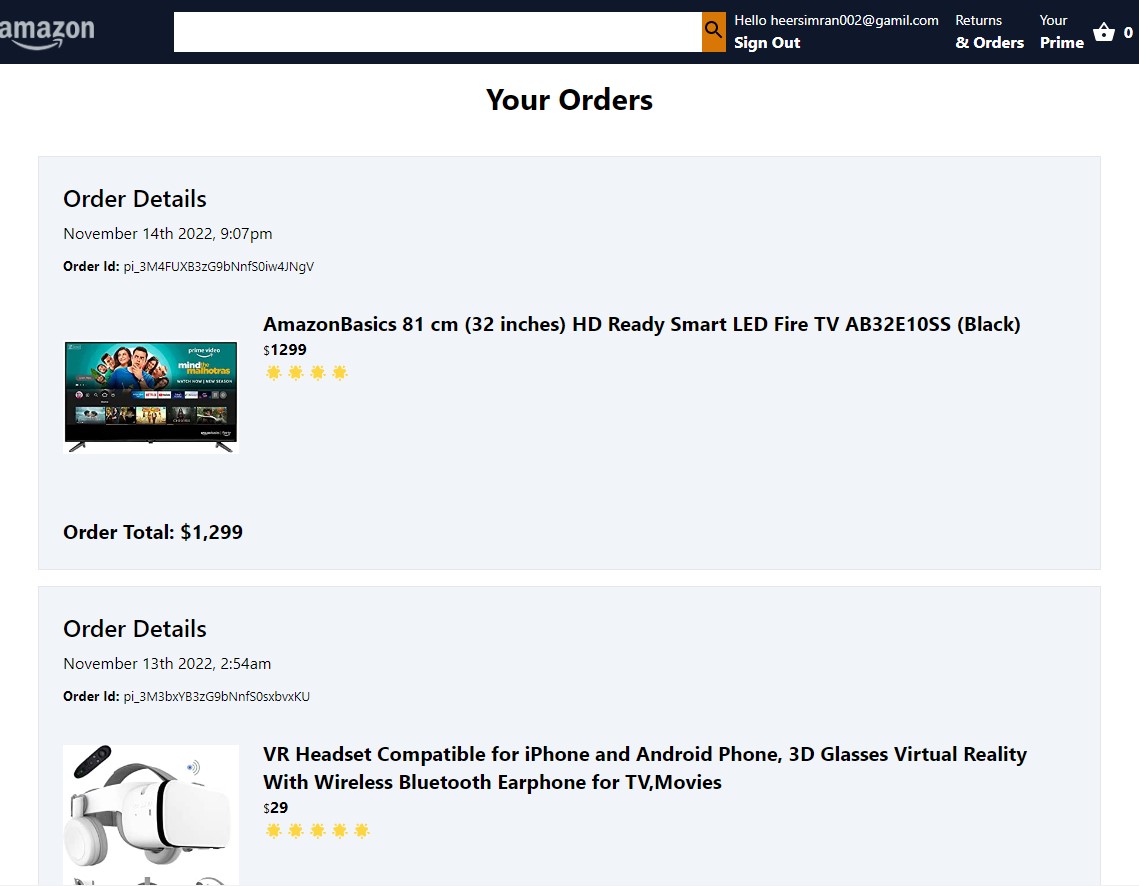 amazon
Hello heersimran002@gamil.com
Sign Out
Returns
& Orders
Your
Prime
0
Your Orders
Order Details
November 14th 2022, 9:07pm
Order Id: pi_3M4FUXB3zG9bNnfS0iw4JNgV
AmazonBasics 81 cm (32 inches) HD Ready Smart LED Fire TV AB32E10SS (Black)
$1299
prime video
mind the
malhotras
WATCH NOW | NEW SEASON
Order Total: $1,299
Order Details
November 13th 2022, 2:54am
Order Id: pi_3M3bxYB3zG9bNnfS0sxbvxKU
VR Headset Compatible for iPhone and Android Phone, 3D Glasses Virtual Reality
With Wireless Bluetooth Earphone for TV,Movies
$29